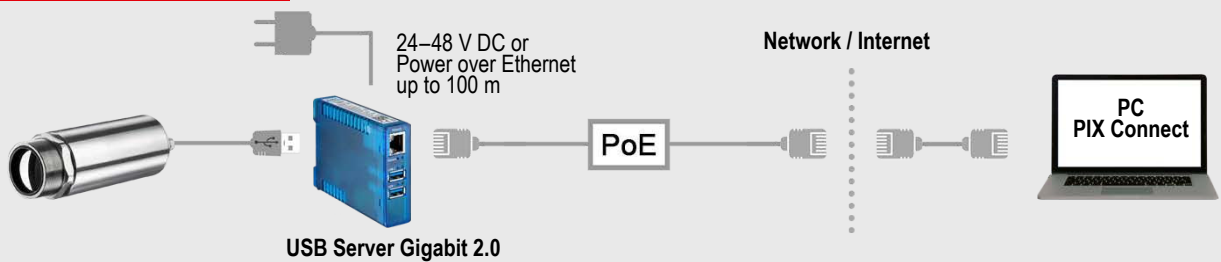 24–48 V DC or
Power over Ethernet
up to 100 m
Network / Internet
PoE
PC
PIX Connect
USB Server Gigabit 2.0